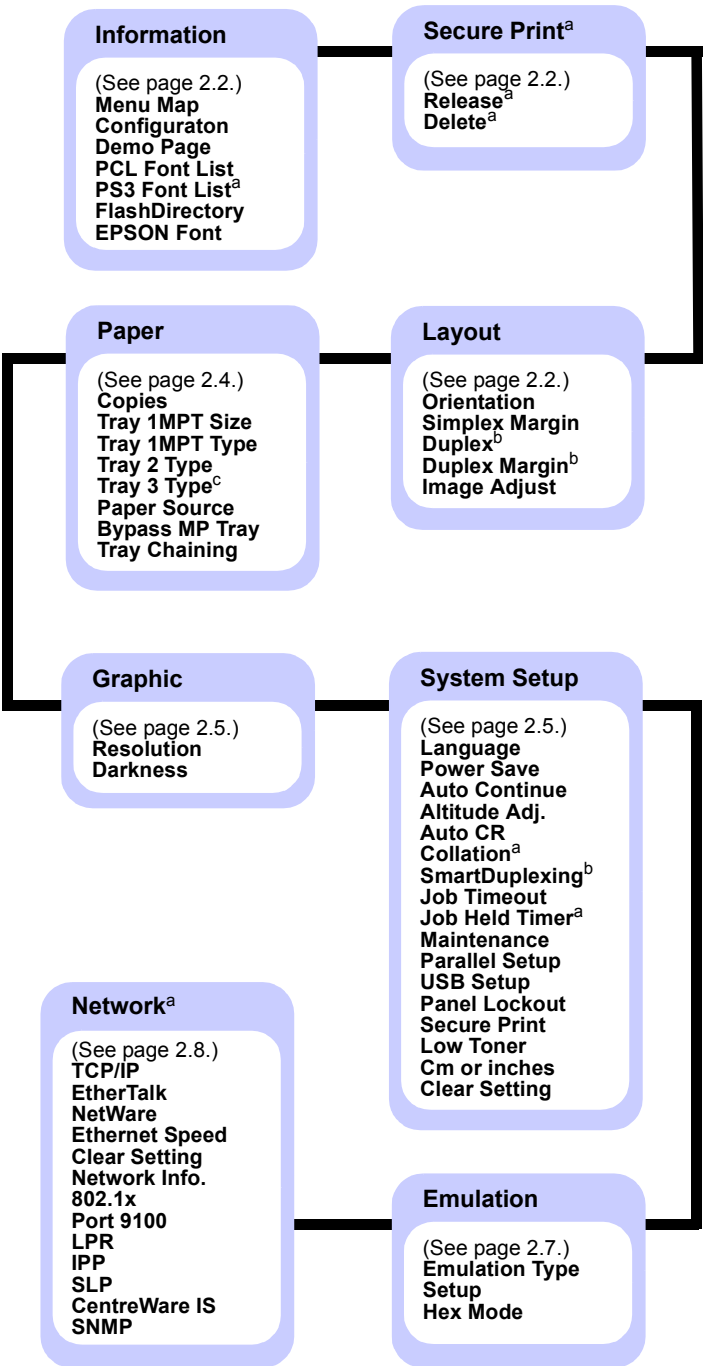 Information
(See page 2.2.)
Menu Map
Configuraton
Demo Page
PCL Font List
PS3 Font Listᵃ
FlashDirectory
EPSON Font
Secure Printᵃ
(See page 2.2.)
Releaseᵃ
Deleteᵃ
Paper
(See page 2.4.)
Copies
Tray 1MPT Size
Tray 1MPT Type
Tray 2 Type
Tray 3 Typeᶜ
Paper Source
Bypass MP Tray
Tray Chaining
Layout
(See page 2.2.)
Orientation
Simplex Margin
Duplexᵇ
Duplex Marginᵇ
Image Adjust
Graphic
(See page 2.5.)
Resolution
Darkness
System Setup
(See page 2.5.)
Language
Power Save
Auto Continue
Altitude Adj.
Auto CR
Collationᵃ
SmartDuplexingᵇ
Job Timeout
Job Held Timerᵃ
Maintenance
Parallel Setup
USB Setup
Panel Lockout
Secure Print
Low Toner
Cm or inches
Clear Setting
Networkᵃ
(See page 2.8.)
TCP/IP
EtherTalk
NetWare
Ethernet Speed
Clear Setting
Network Info.
802.1x
Port 9100
LPR
IPP
SLP
CentreWare IS
SNMP
Emulation
(See page 2.7.)
Emulation Type
Setup
Hex Mode